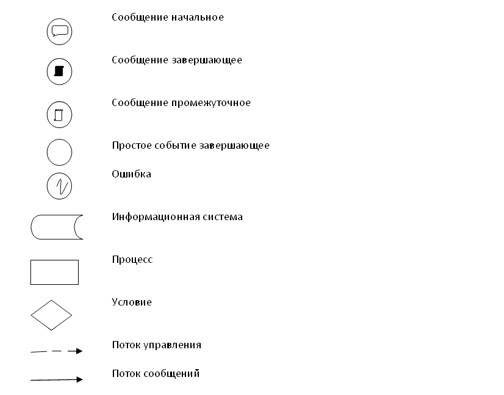 Сообщение начальное
Сообщение завершающее
Сообщение промежуточное
Простое событие завершающее
Ошибка
Информационная система
Процесс
Условие
Поток управления
Поток сообщений